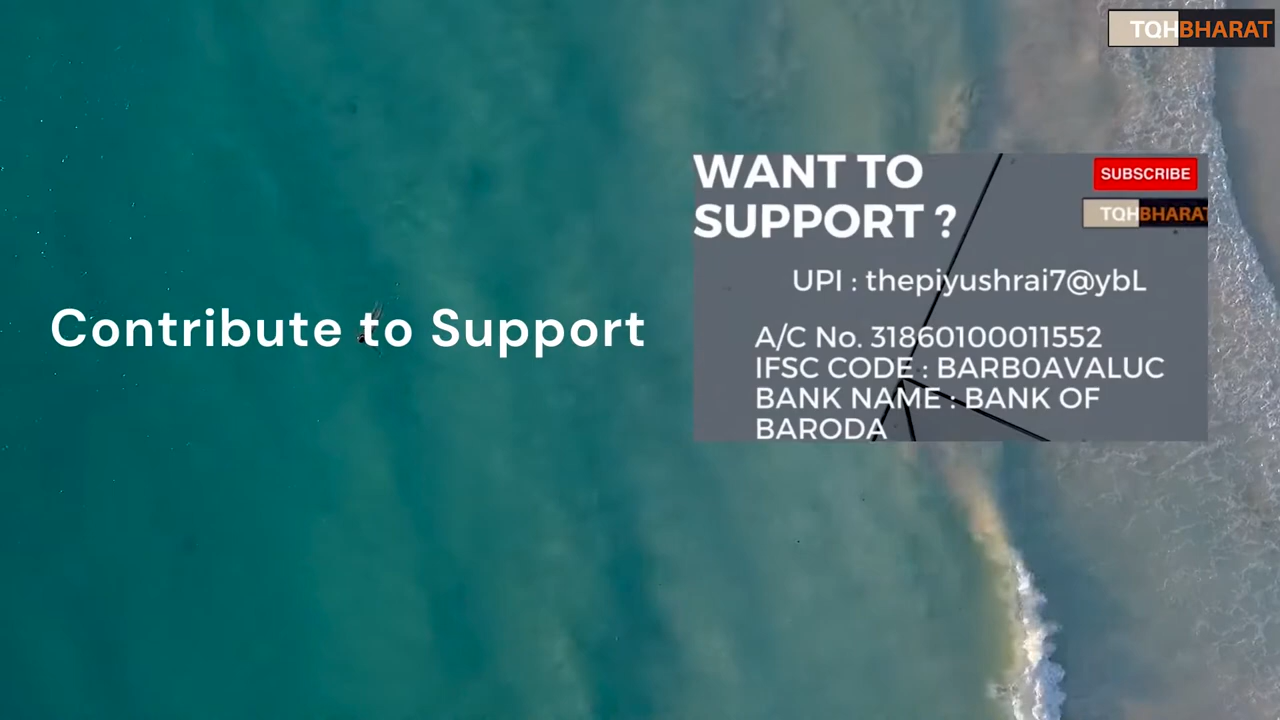 TQHBHARAT
WANT TO
SUPPORT ?
SUBSCRIBE
TQHBHARAT
UPI : thepiyushrai7@ybL
Contribute to Support
A/C No. 31860100011552
IFSC CODE : BARB0AVALUC
BANK NAME : BANK OF
BARODA